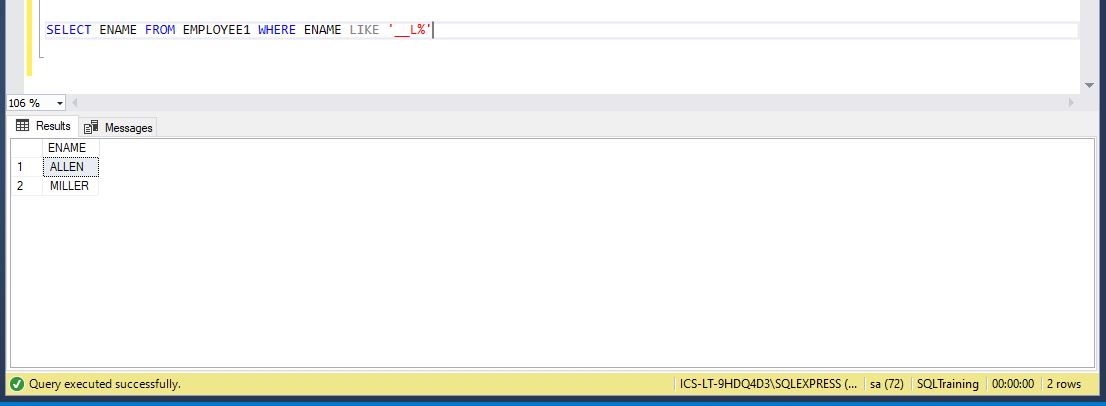 SELECT ENAME FROM EMPLOYEE1 WHERE ENAME LIKE '__L%'
106 %
Results Messages
ENAME
1 ALLEN
2 MILLER
Query executed successfully. ICS-LT-9HDQ4D3\SQLEXPRESS (... sa (72) SQLTraining 00:00:00 2 rows